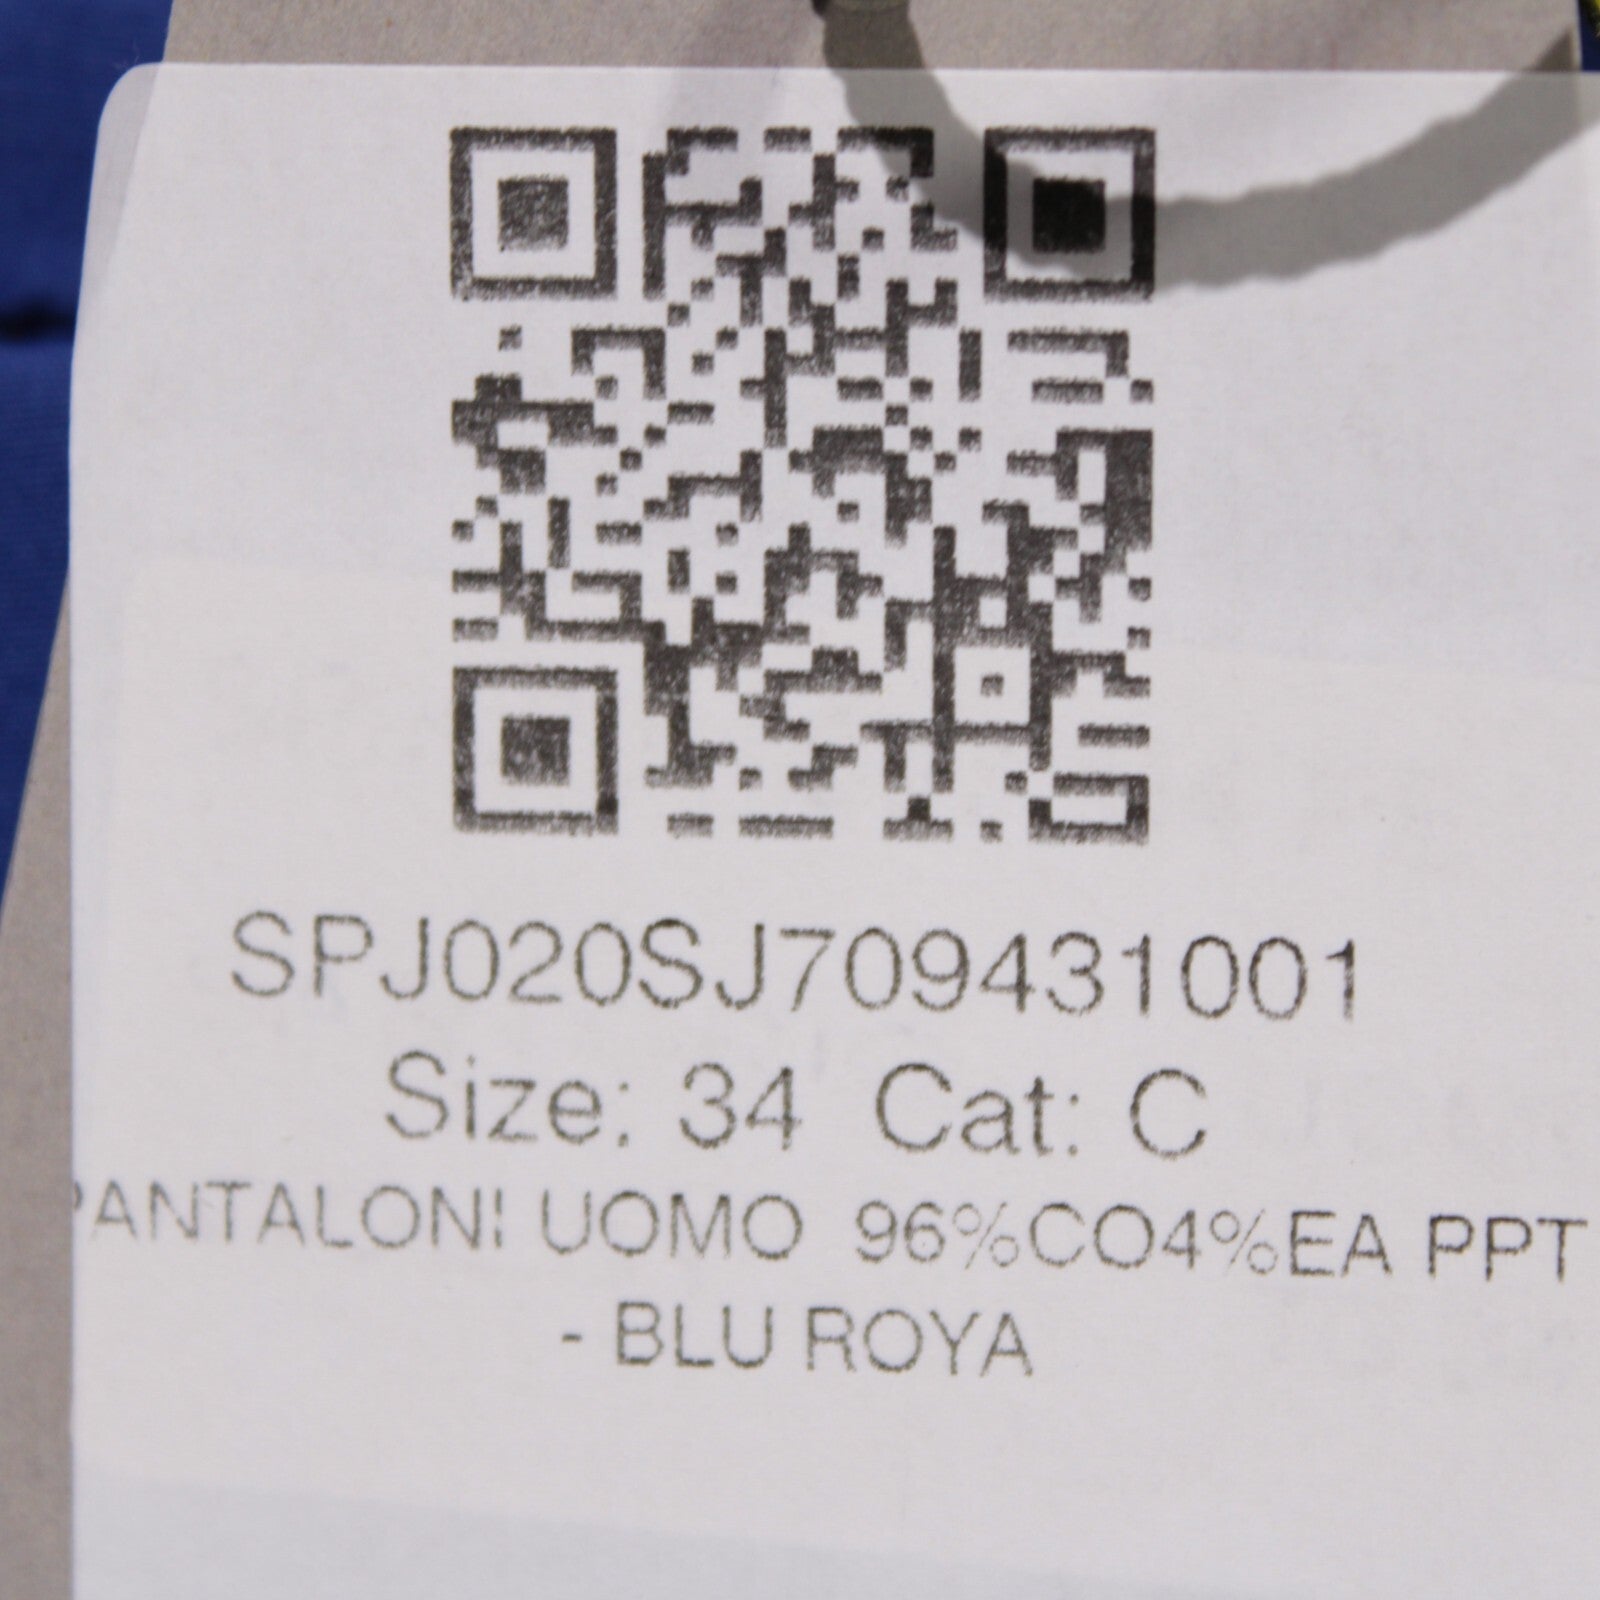 SPJ020SJ709431001
Size: 34 Cat: C
PANTALONI UOMO 96%CO4%EA PPT
- BLU ROYA